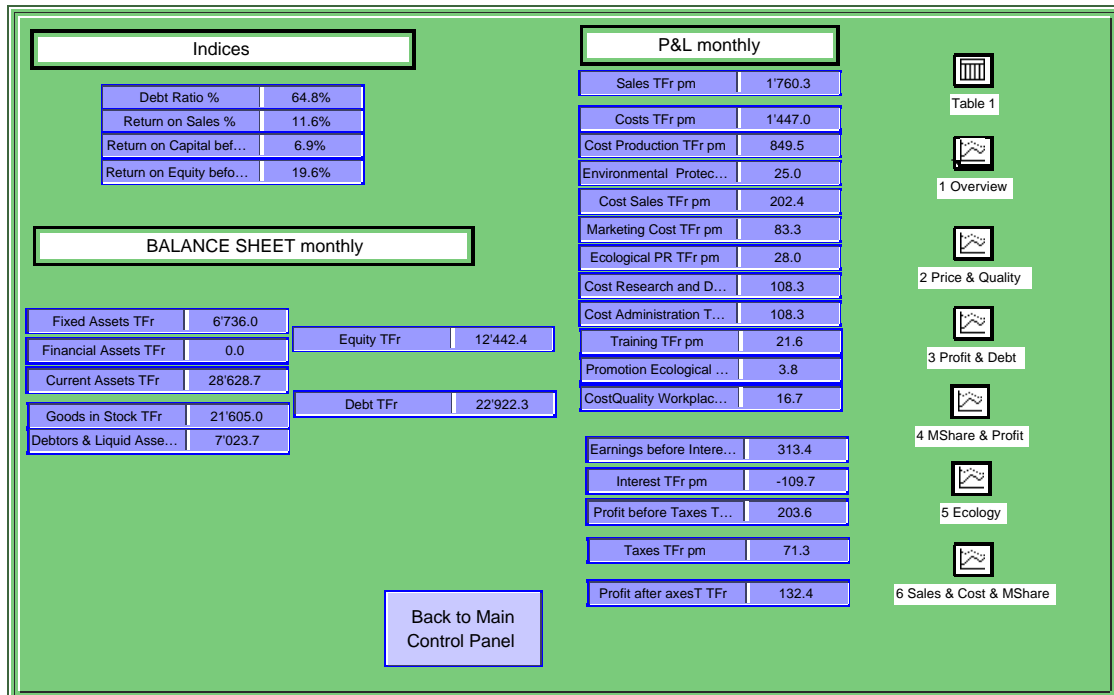 Indices
Debt Ratio % 64.8%
Return on Sales % 11.6%
Return on Capital bef... 6.9%
Return on Equity befo... 19.6%
BALANCE SHEET monthly
Fixed Assets TFr 6'736.0
Financial Assets TFr 0.0
Current Assets TFr 28'628.7
Goods in Stock TFr 21'605.0
Debtors & Liquid Asse... 7'023.7
Equity TFr 12'442.4
Debt TFr 22'922.3
Back to Main
Control Panel
P&L monthly
Sales TFr pm 1'760.3
Costs TFr pm 1'447.0
Cost Production TFr pm 849.5
Environmental Protec... 25.0
Cost Sales TFr pm 202.4
Marketing Cost TFr pm 83.3
Ecological PR TFr pm 28.0
Cost Research and D... 108.3
Cost Administration T... 108.3
Training TFr pm 21.6
Promotion Ecological ... 3.8
CostQuality Workplac... 16.7
Earnings before Intere... 313.4
Interest TFr pm -109.7
Profit before Taxes T... 203.6
Taxes TFr pm 71.3
Profit after axesT TFr 132.4
Table 1
1 Overview
2 Price & Quality
3 Profit & Debt
4 MShare & Profit
5 Ecology
6 Sales & Cost & MShare